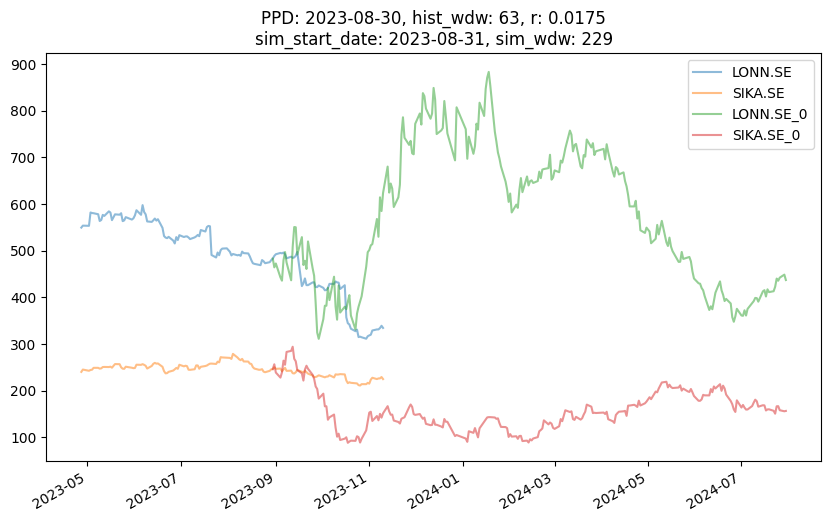 PPD: 2023-08-30, hist_wdw: 63, r: 0.0175
sim_start_date: 2023-08-31, sim_wdw: 229
LONN.SE
SIKA.SE
LONN.SE_0
SIKA.SE_0
900
800
700
600
500
400
300
200
100
2023-05
2023-07
2023-09
2023-11
2024-01
2024-03
2024-05
2024-07